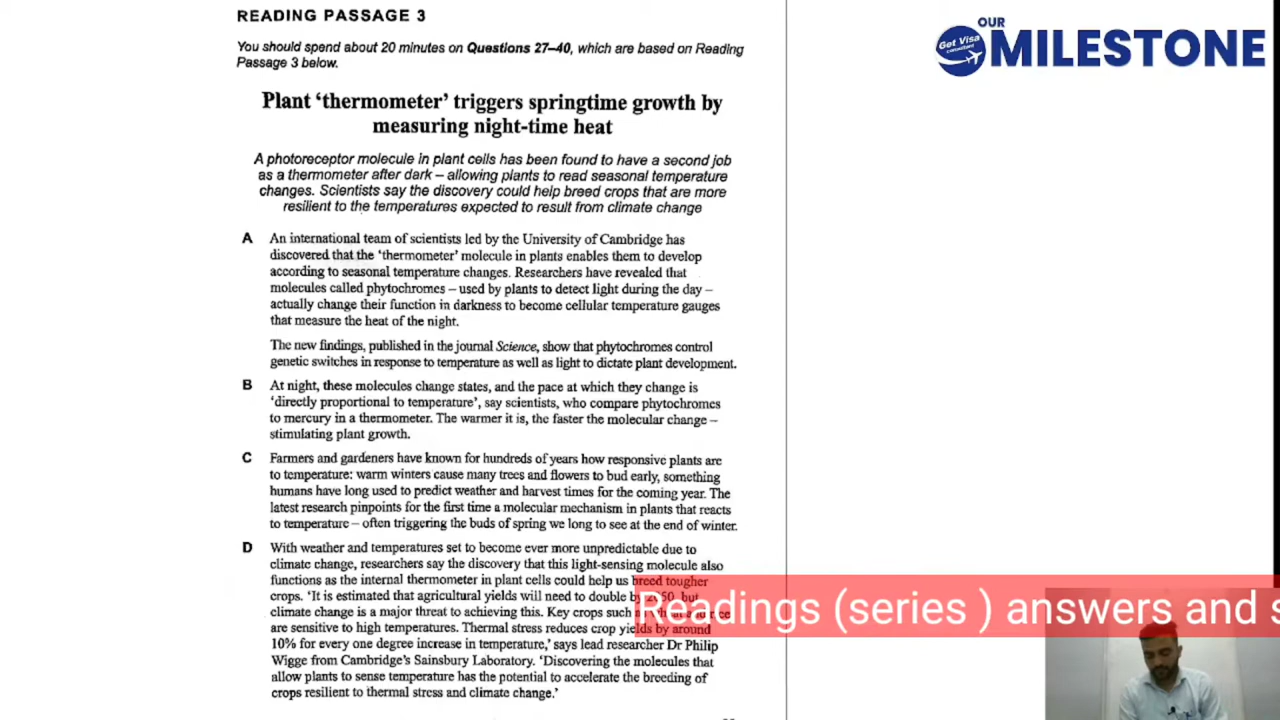 READING PASSAGE 3
You should spend about 20 minutes on Questions 27–40, which are based on Reading
Passage 3 below.
Plant ‘thermometer’ triggers springtime growth by
measuring night-time heat
A photoreceptor molecule in plant cells has been found to have a second job
as a thermometer after dark – allowing plants to read seasonal temperature
changes. Scientists say the discovery could help breed crops that are more
resilient to the temperatures expected to result from climate change
A An international team of scientists led by the University of Cambridge has
discovered that the ‘thermometer’ molecule in plants enables them to develop
according to seasonal temperature changes. Researchers have revealed that
molecules called phytochromes – used by plants to detect light during the day –
actually change their function in darkness to become cellular temperature gauges
that measure the heat of the night.
The new findings, published in the journal Science, show that phytochromes control
genetic switches in response to temperature as well as light to dictate plant development.
B At night, these molecules change states, and the pace at which they change is
‘directly proportional to temperature’, say scientists, who compare phytochromes
to mercury in a thermometer. The warmer it is, the faster the molecular change –
stimulating plant growth.
C Farmers and gardeners have known for hundreds of years how responsive plants are
to temperature: warm winters cause many trees and flowers to bud early, something
humans have long used to predict weather and harvest times for the coming year. The
latest research pinpoints for the first time a molecular mechanism in plants that reacts
to temperature – often triggering the buds of spring we long to see at the end of winter.
D With weather and temperatures set to become ever more unpredictable due to
climate change, researchers say the discovery that this light-sensing molecule also
functions as the internal thermometer in plant cells could help us breed tougher
crops. ‘It is estimated that agricultural yields will need to double by 2050, but
climate change is a major threat to achieving this. Key crops such
are sensitive to high temperatures. Thermal stress reduces crop yields by around
10% for every one degree increase in temperature,’ says lead researcher Dr Philip
Wigge from Cambridge’s Sainsbury Laboratory. ‘Discovering the molecules that
allow plants to sense temperature has the potential to accelerate the breeding of
crops resilient to thermal stress and climate change.’
OUR
MILESTONE
Get Visa
consultant
Readings (series ) answers and s